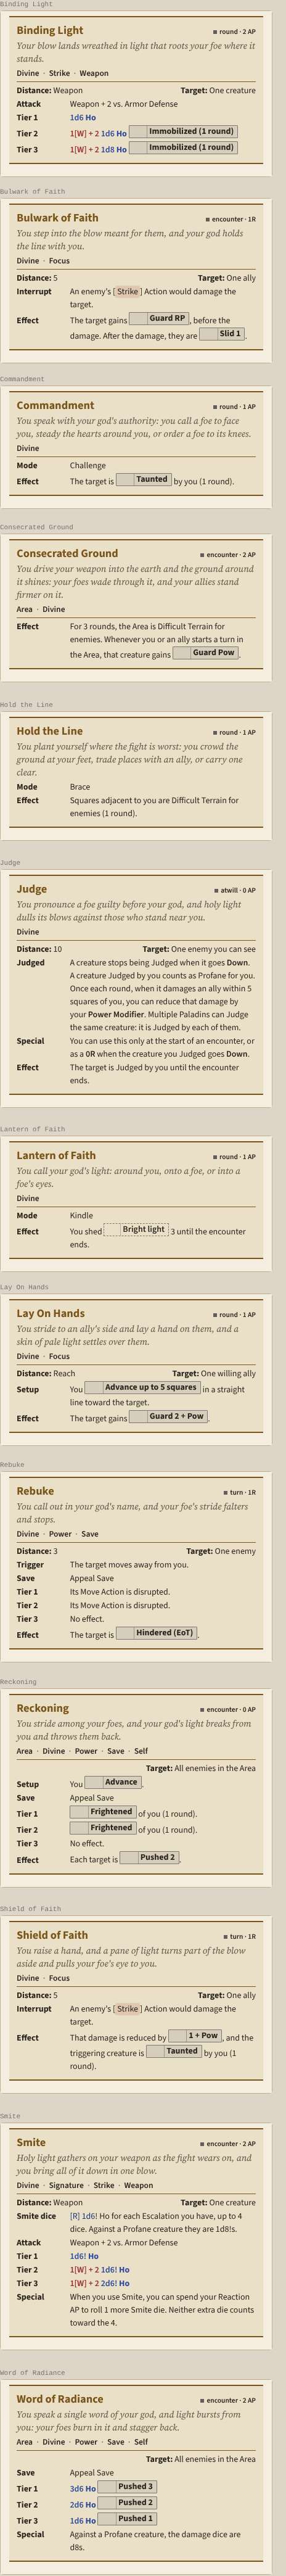 Binding Light
Binding Light ■ round · 2 AP
Your blow lands wreathed in light that roots your foe where it
stands.
Divine · Strike · Weapon
Distance: Weapon Target: One creature
Attack Weapon + 2 vs. Armor Defense
Tier 1 1d6 Ho
Tier 2 1[W] + 2 1d6 Ho Immobilized (1 round)
Tier 3 1[W] + 2 1d8 Ho Immobilized (1 round)
Bulwark of Faith
Bulwark of Faith ■ encounter · 1R
You step into the blow meant for them, and your god holds
the line with you.
Divine · Focus
Distance: 5 Target: One ally
Interrupt An enemy's [Strike] Action would damage the
target.
Effect The target gains Guard RP, before the
damage. After the damage, they are Slid 1.
Commandment
Commandment ■ round · 1 AP
You speak with your god's authority: you call a foe to face
you, steady the hearts around you, or order a foe to its knees.
Divine
Mode Challenge
Effect The target is Taunted by you (1 round).
Consecrated Ground
Consecrated Ground ■ encounter · 2 AP
You drive your weapon into the earth and the ground around
it shines: your foes wade through it, and your allies stand
firmer on it.
Area · Divine
Effect For 3 rounds, the Area is Difficult Terrain for
enemies. Whenever you or an ally starts a turn in
the Area, that creature gains Guard Pow.
Hold the Line
Hold the Line ■ round · 1 AP
You plant yourself where the fight is worst: you crowd the
ground at your feet, trade places with an ally, or carry one
clear.
Mode Brace
Effect Squares adjacent to you are Difficult Terrain for
enemies (1 round).
Judge
Judge ■ atwill · 0 AP
You pronounce a foe guilty before your god, and holy light
dulls its blows against those who stand near you.
Divine
Distance: 10 Target: One enemy you can see
Judged A creature stops being Judged when it goes Down.
A creature Judged by you counts as Profane for you.
Once each round, when it damages an ally within 5
squares of you, you can reduce that damage by
your Power Modifier. Multiple Paladins can Judge
the same creature: it is Judged by each of them.
Special You can use this only at the start of an encounter, or
as a 0R when the creature you Judged goes Down.
Effect The target is Judged by you until the encounter
ends.
Lantern of Faith
Lantern of Faith ■ round · 1 AP
You call your god's light: around you, onto a foe, or into a
foe's eyes.
Divine
Mode Kindle
Effect You shed Bright light 3 until the encounter
ends.
Lay On Hands
Lay On Hands ■ round · 1 AP
You stride to an ally's side and lay a hand on them, and a
skin of pale light settles over them.
Divine · Focus
Distance: Reach Target: One willing ally
Setup You Advance up to 5 squares in a straight
line toward the target.
Effect The target gains Guard 2 + Pow.
Rebuke
Rebuke ■ turn · 1R
You call out in your god's name, and your foe's stride falters
and stops.
Divine · Power · Save
Distance: 3 Target: One enemy
Trigger The target moves away from you.
Save Appeal Save
Tier 1 Its Move Action is disrupted.
Tier 2 Its Move Action is disrupted.
Tier 3 No effect.
Effect The target is Hindered (EoT).
Reckoning
Reckoning ■ encounter · 0 AP
You stride among your foes, and your god's light breaks from
you and throws them back.
Area · Divine · Power · Save · Self
Target: All enemies in the Area
Setup You Advance.
Save Appeal Save
Tier 1 Frightened of you (1 round).
Tier 2 Frightened of you (1 round).
Tier 3 No effect.
Effect Each target is Pushed 2.
Shield of Faith
Shield of Faith ■ turn · 1R
You raise a hand, and a pane of light turns part of the blow
aside and pulls your foe's eye to you.
Divine · Focus
Distance: 5 Target: One ally
Interrupt An enemy's [Strike] Action would damage the
target.
Effect That damage is reduced by 1 + Pow, and the
triggering creature is Taunted by you (1
round).
Smite
Smite ■ encounter · 2 AP
Holy light gathers on your weapon as the fight wears on, and
you bring all of it down in one blow.
Divine · Signature · Strike · Weapon
Distance: Weapon Target: One creature
Smite dice [R] 1d6! Ho for each Escalation you have, up to 4
dice. Against a Profane creature they are 1d8!s.
Attack Weapon + 2 vs. Armor Defense
Tier 1 1d6! Ho
Tier 2 1[W] + 2 1d6! Ho
Tier 3 1[W] + 2 2d6! Ho
Special When you use Smite, you can spend your Reaction
AP to roll 1 more Smite die. Neither extra die counts
toward the 4.
Word of Radiance
Word of Radiance ■ encounter · 2 AP
You speak a single word of your god, and light bursts from
you: your foes burn in it and stagger back.
Area · Divine · Power · Save · Self
Target: All enemies in the Area
Save Appeal Save
Tier 1 3d6 Ho Pushed 3
Tier 2 2d6 Ho Pushed 2
Tier 3 1d6 Ho Pushed 1
Special Against a Profane creature, the damage dice are
d8s.